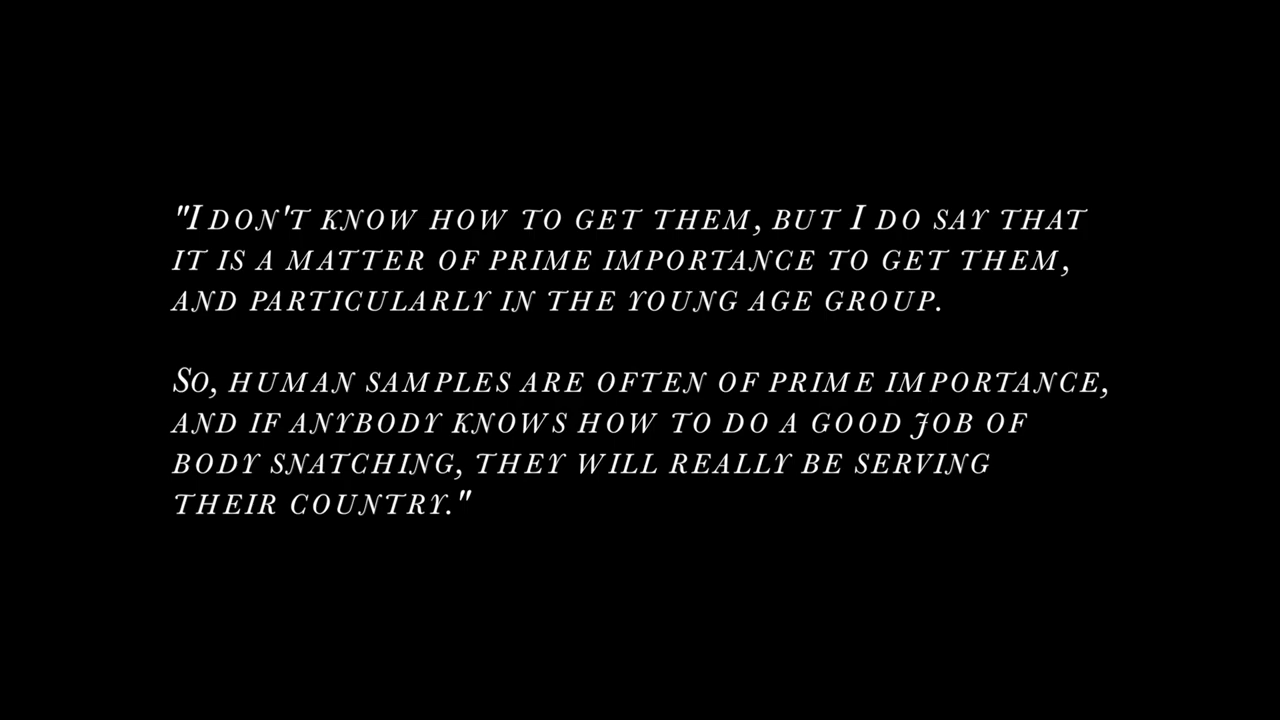 "I don't know how to get them, but I do say that
it is a matter of prime importance to get them,
and particularly in the young age group.
So, human samples are often of prime importance,
and if anybody knows how to do a good job of
body snatching, they will really be serving
their country."